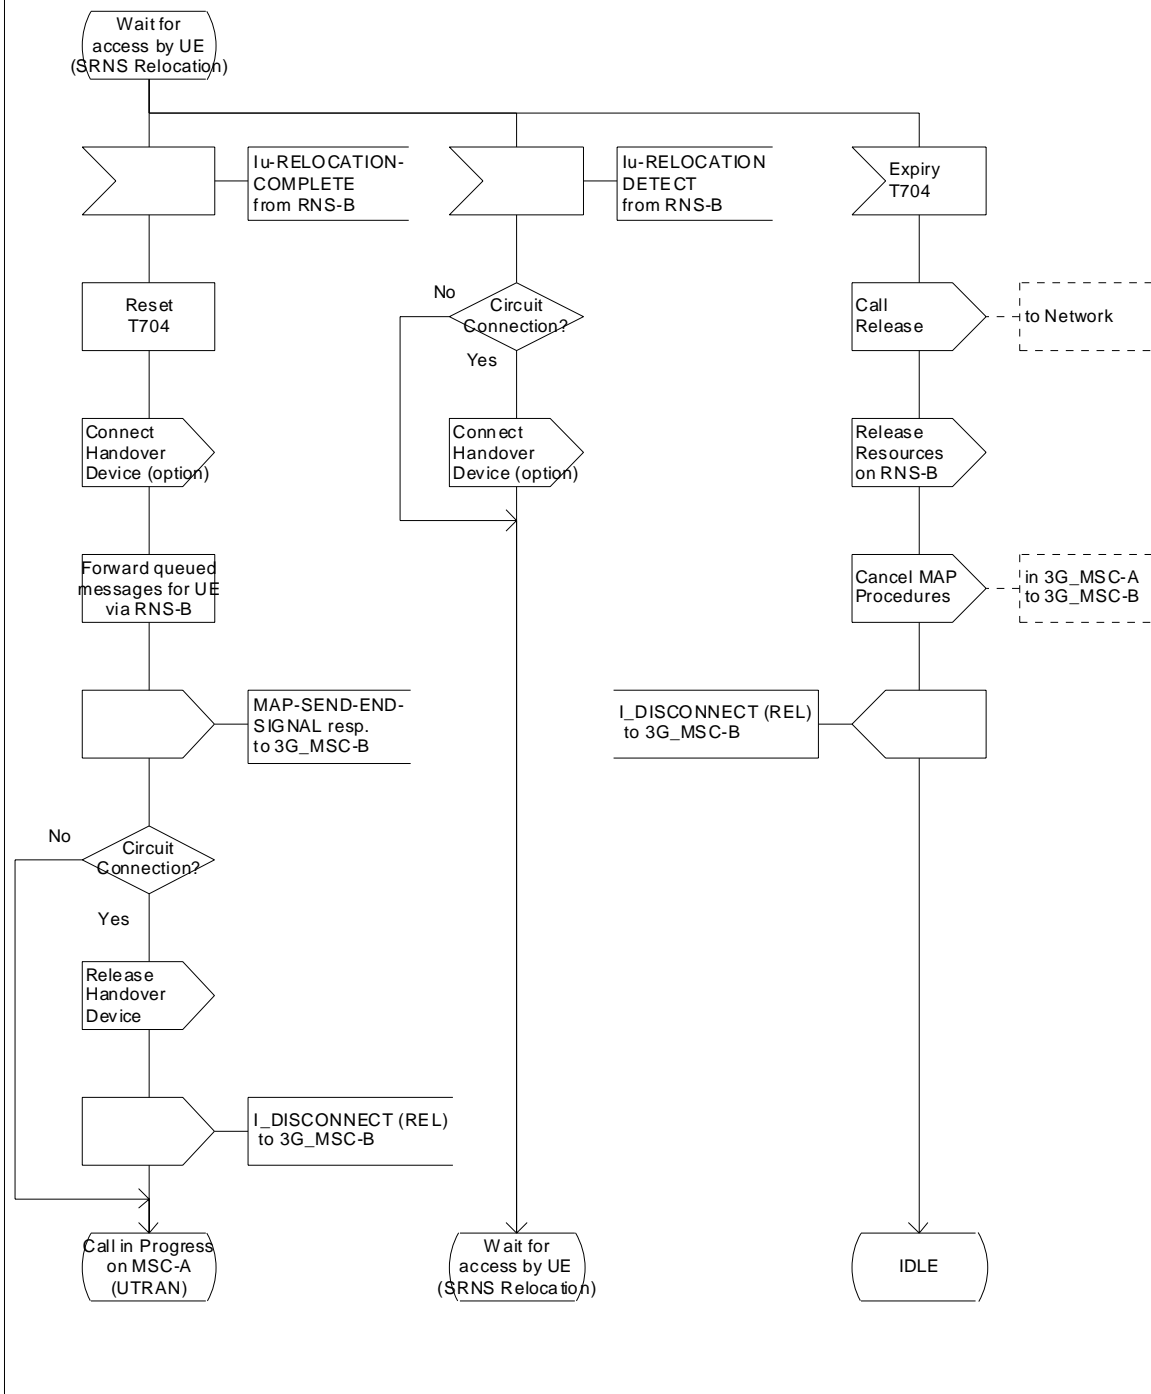 Wait for
access by UE
(SRNS Relocation)
Iu-RELOCATION-
COMPLETE
from RNS-B
Iu-RELOCATION
DETECT
from RNS-B
Expiry
T704
Reset
T704
No
Circuit
Connection?
Yes
Call
Release
to Network
Connect
Handover
Device (option)
Connect
Handover
Device (option)
Release
Resources
on RNS-B
Forward queued
messages for UE
via RNS-B
Cancel MAP
Procedures
in 3G_MSC-A
to 3G_MSC-B
MAP-SEND-END-
SIGNAL resp.
to 3G_MSC-B
I_DISCONNECT (REL)
to 3G_MSC-B
No
Circuit
Connection?
Yes
Release
Handover
Device
I_DISCONNECT (REL)
to 3G_MSC-B
Call in Progress
on MSC-A
(UTRAN)
Wait for
access by UE
(SRNS Relocation)
IDLE